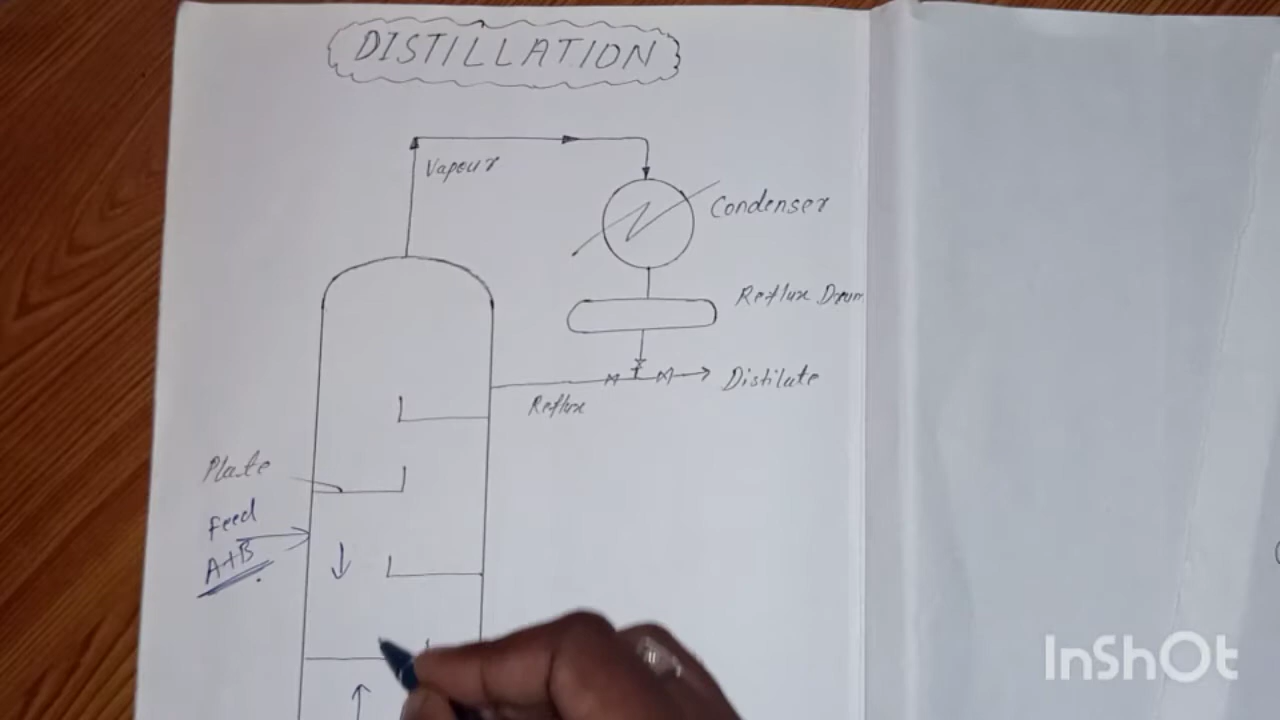 DISTILLATION
Vapour
Condenser
Reflux Drum
Distilate
Reflux
Plate
Feed
A+B
InShOt